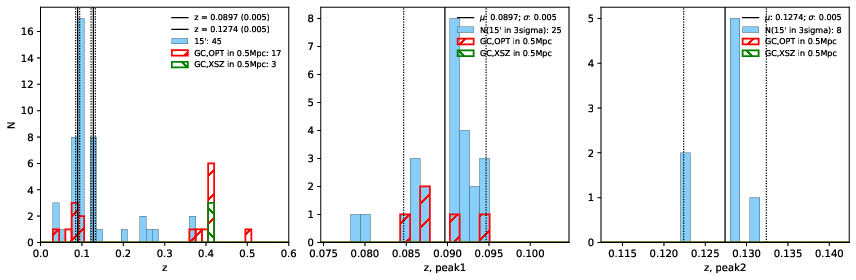 z = 0.0897 (0.005)
z = 0.1274 (0.005)
15': 45
GC,OPT in 0.5Mpc: 17
GC,XSZ in 0.5Mpc: 3
N
16
14
12
10
8
6
4
2
0
0.0 0.1 0.2 0.3 0.4 0.5 0.6
z
μ: 0.0897; σ: 0.005
N(15' in 3sigma): 25
GC,OPT in 0.5Mpc
GC,XSZ in 0.5Mpc
8
7
6
5
4
3
2
1
0
0.075 0.080 0.085 0.090 0.095 0.100
z, peak1
μ: 0.1274; σ: 0.005
N(15' in 3sigma): 8
GC,OPT in 0.5Mpc
GC,XSZ in 0.5Mpc
5
4
3
2
1
0
0.115 0.120 0.125 0.130 0.135 0.140
z, peak2